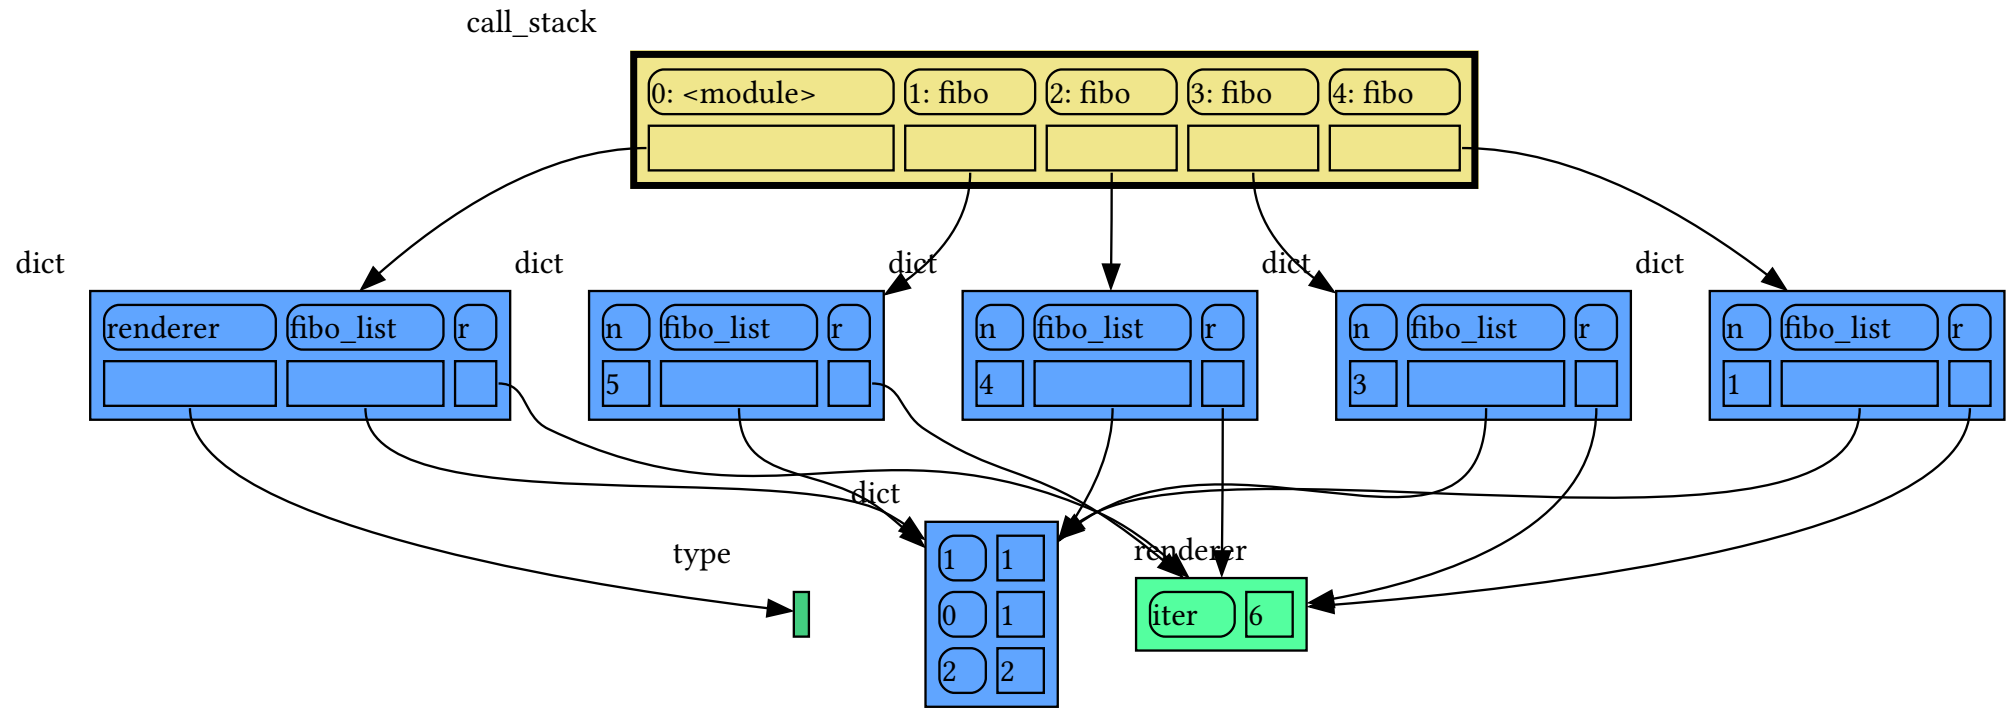 call_stack
0: <module> 1: fibo 2: fibo 3: fibo 4: fibo
dict dict dict dict dict
renderer fibo_list r n fibo_list r n fibo_list r n fibo_list r n fibo_list r
5 4 3 1
dict
type renderer
1 1
iter 6
0 1
2 2